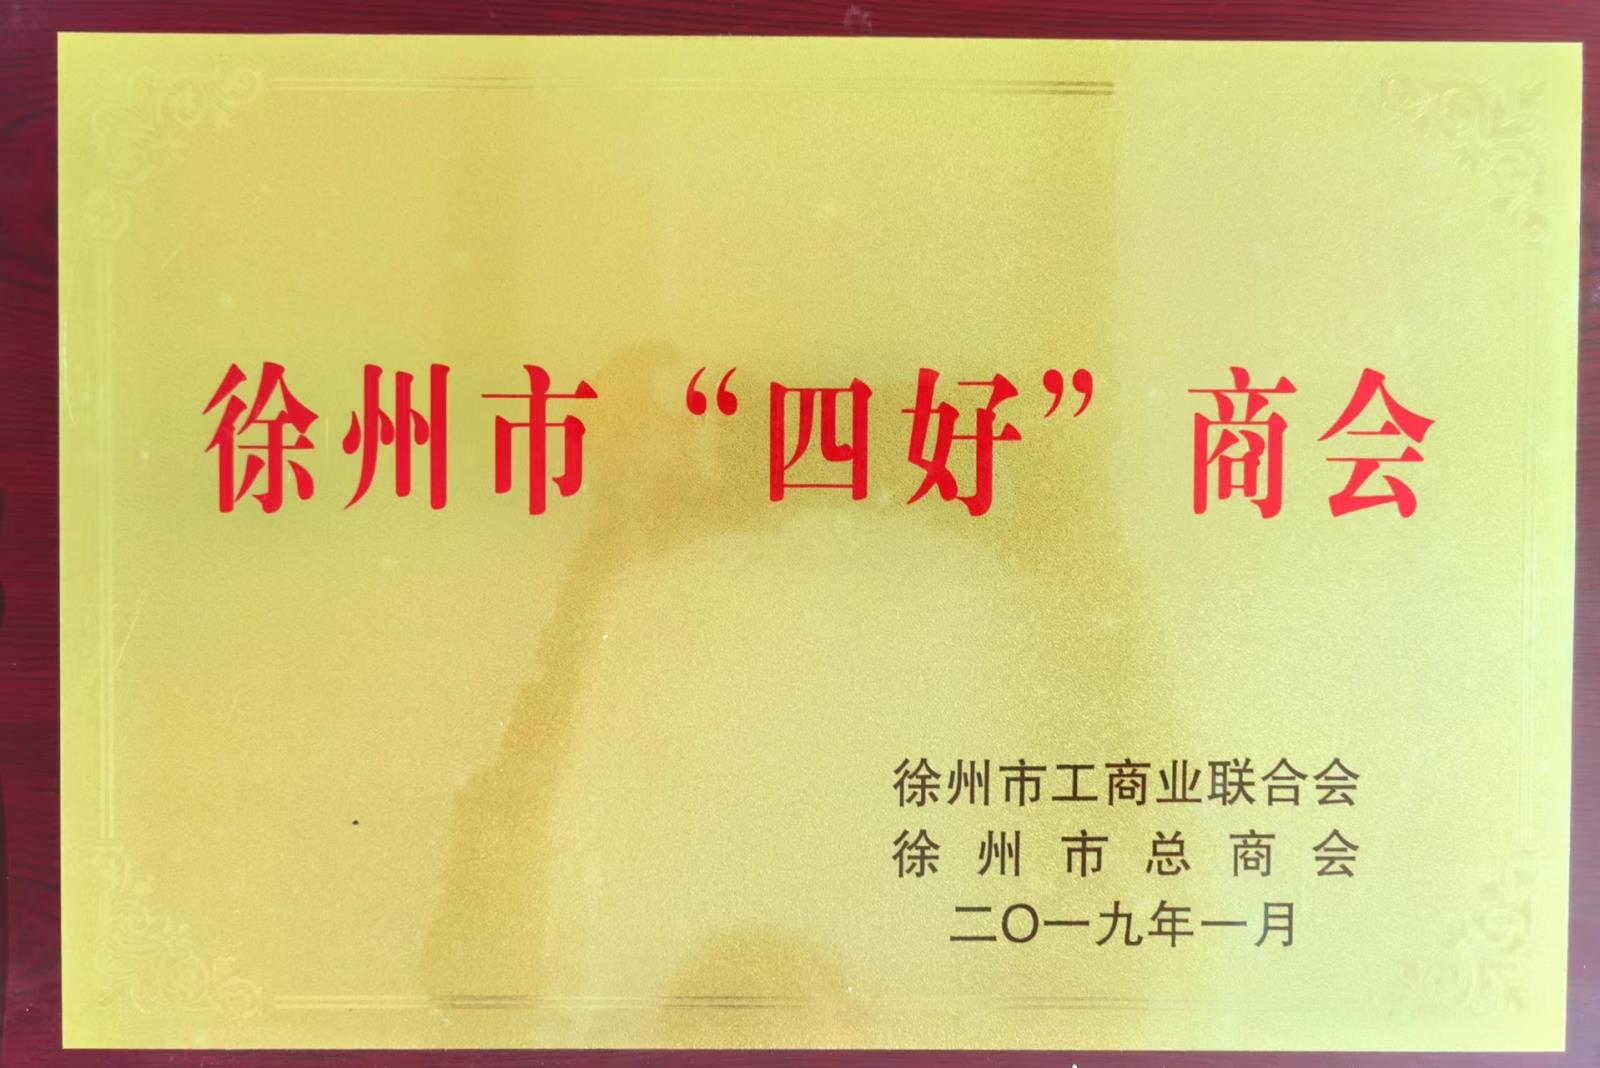 徐州市“四好”商会
徐州市工商业联合会
徐州市总商会
二〇一九年一月